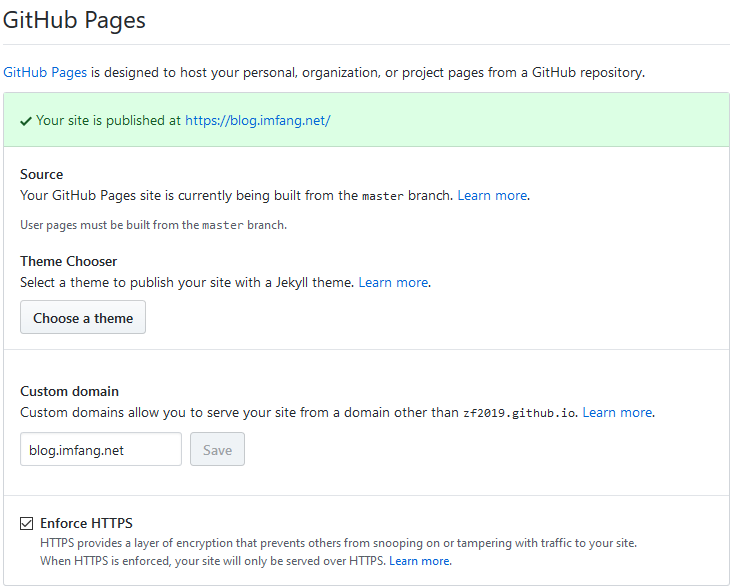 GitHub Pages
GitHub Pages is designed to host your personal, organization, or project pages from a GitHub repository.
Your site is published at https://blog.imfang.net/
Source
Your GitHub Pages site is currently being built from the master branch. Learn more.
User pages must be built from the master branch.
Theme Chooser
Select a theme to publish your site with a Jekyll theme. Learn more.
Choose a theme
Custom domain
Custom domains allow you to serve your site from a domain other than zf2019.github.io. Learn more.
blog.imfang.net Save
Enforce HTTPS
HTTPS provides a layer of encryption that prevents others from snooping on or tampering with traffic to your site.
When HTTPS is enforced, your site will only be served over HTTPS. Learn more.